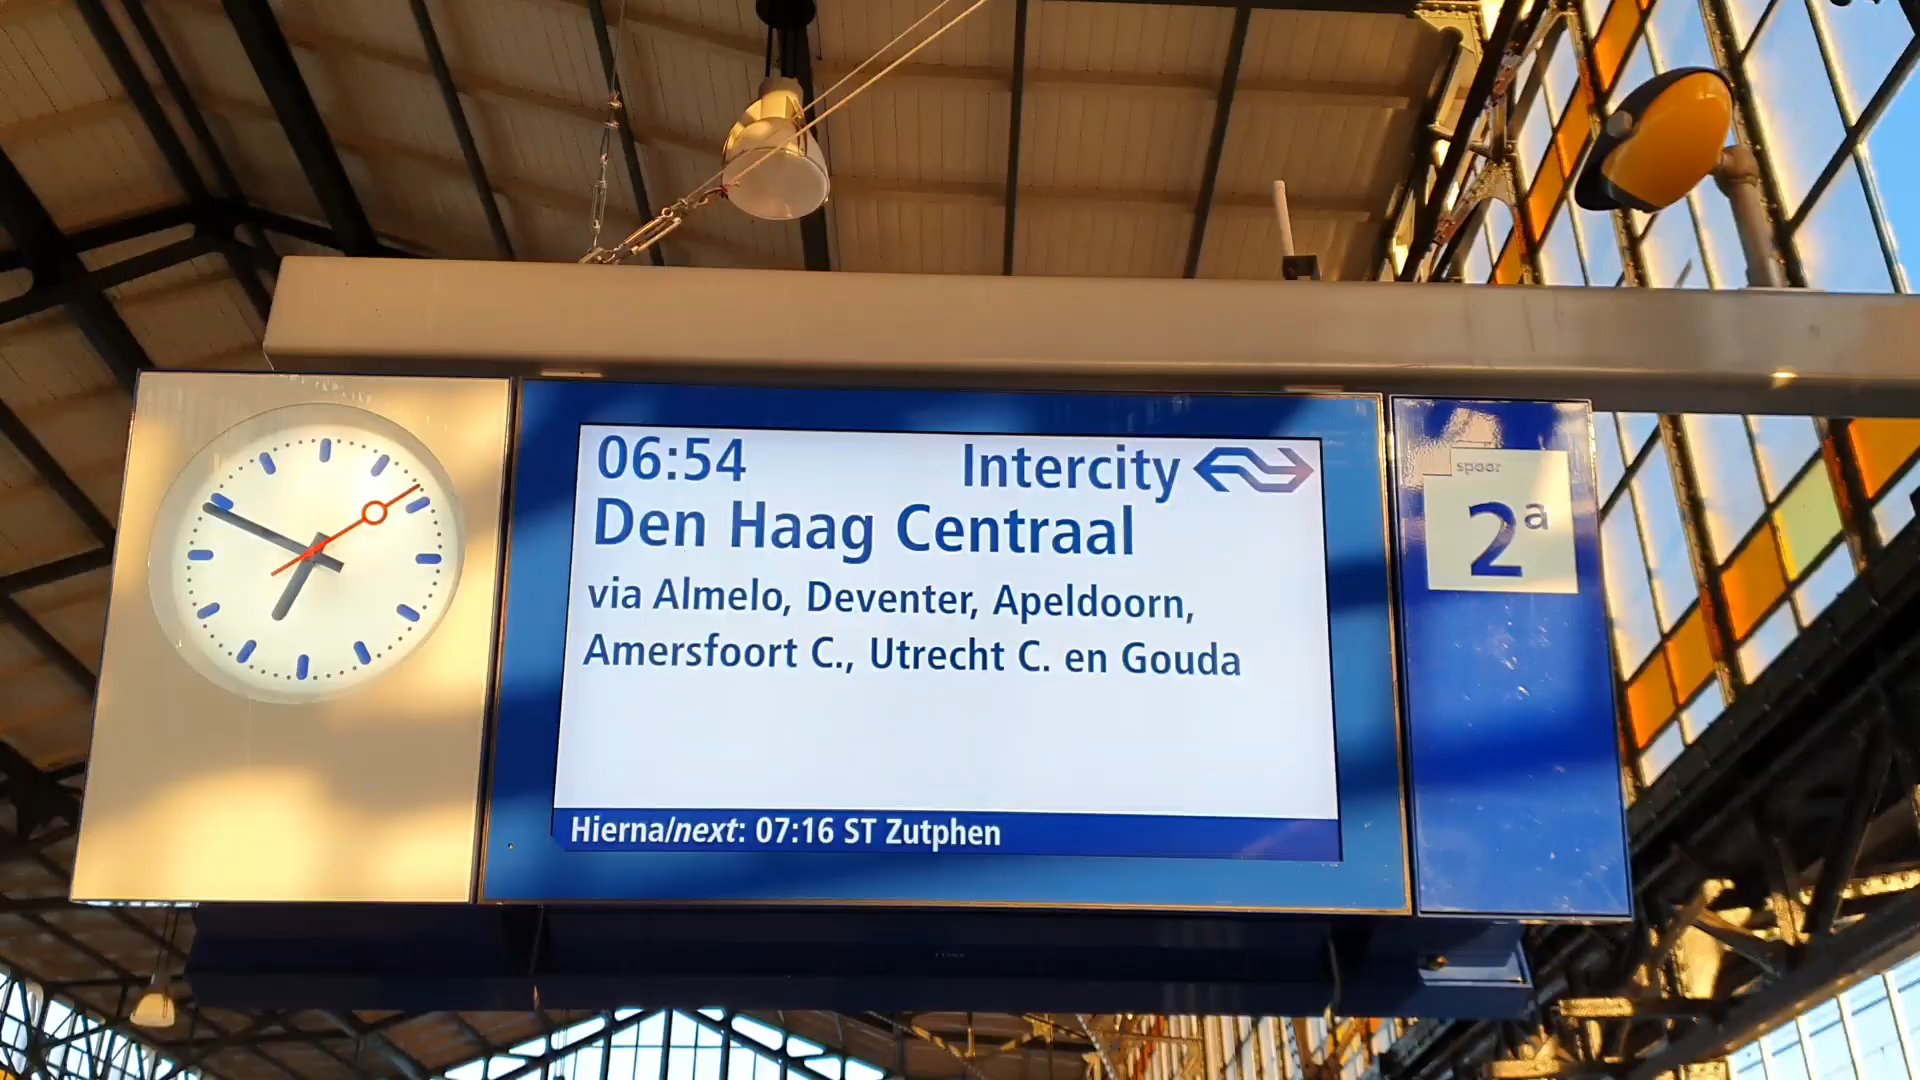 06:54 Intercity
Den Haag Centraal
via Almelo, Deventer, Apeldoorn,
Amersfoort C., Utrecht C. en Gouda
Hierna/next: 07:16 ST Zutphen
spoor
2a